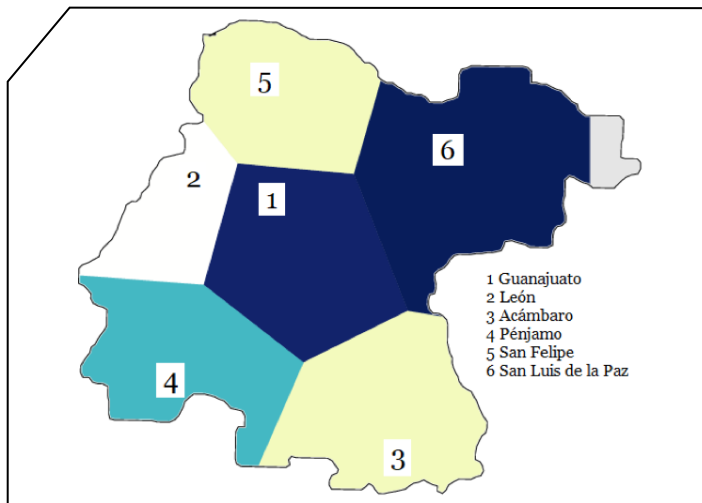 5
6
2
1
1 Guanajuato
2 León
3 Acámbaro
4 Pénjamo
5 San Felipe
6 San Luis de la Paz
4
3